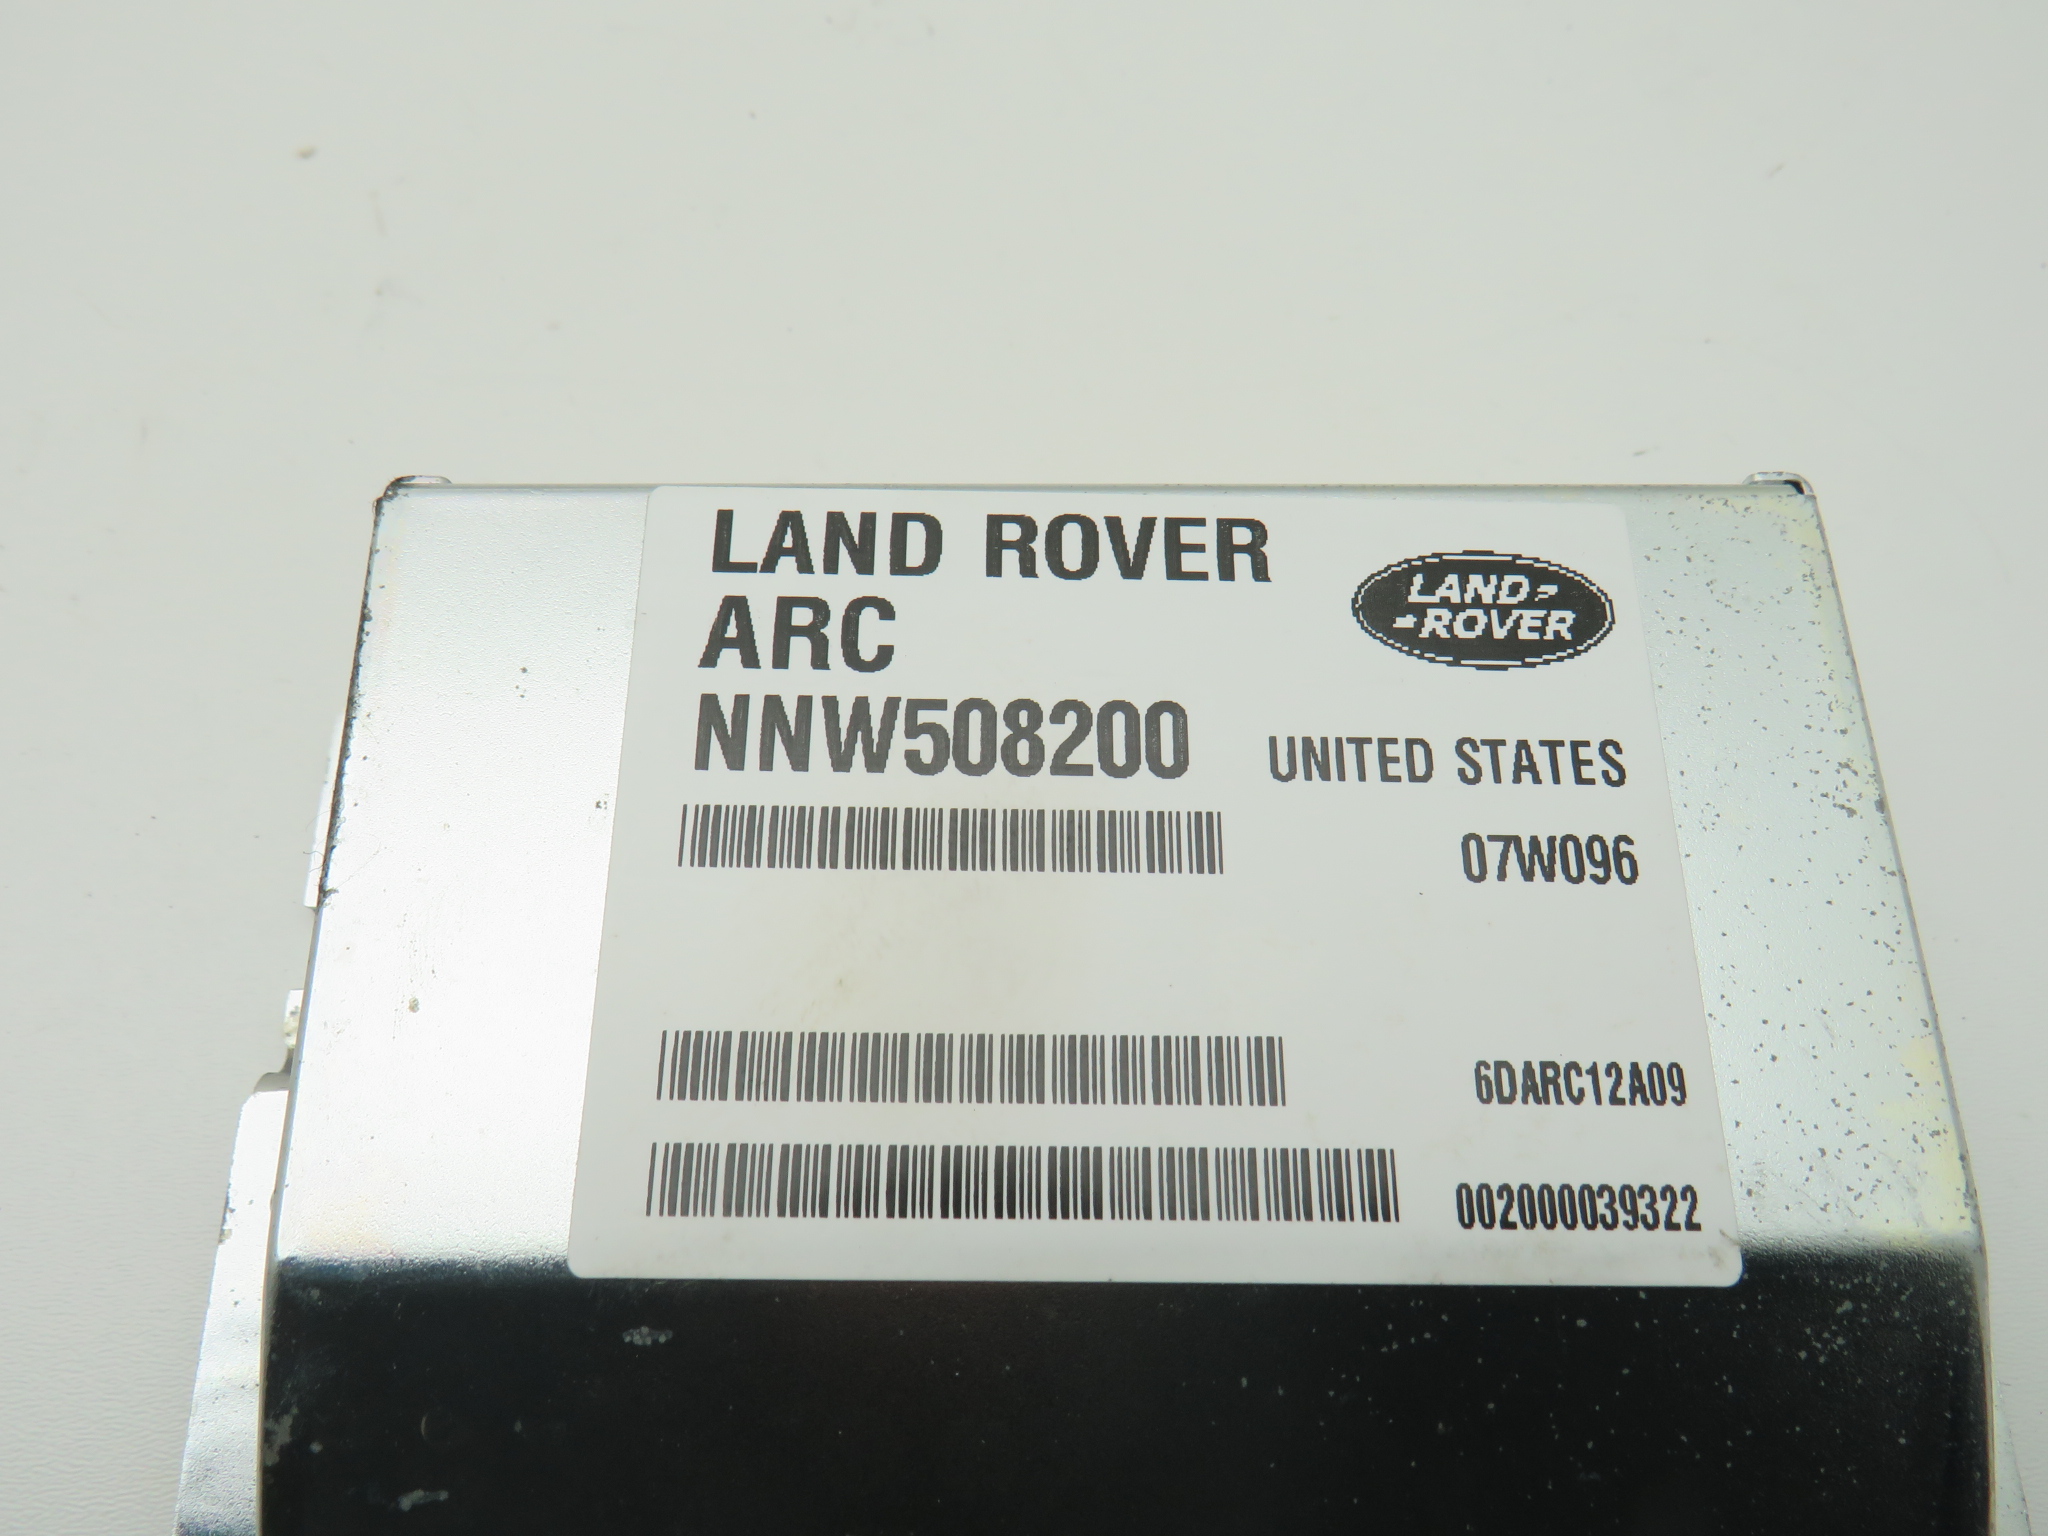 LAND ROVER
ARC
LAND
ROVER
NNW508200
UNITED STATES
07W096
6DARC12A09
002000039322